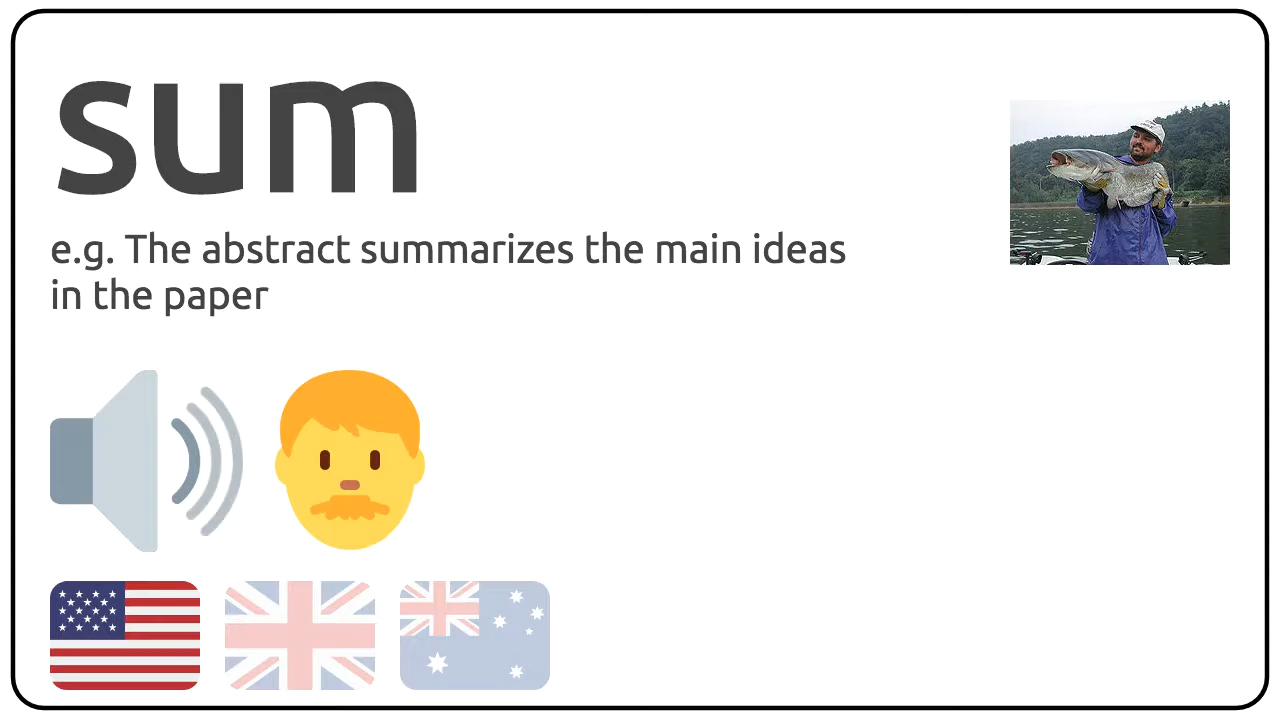 sum
e.g. The abstract summarizes the main ideas
in the paper